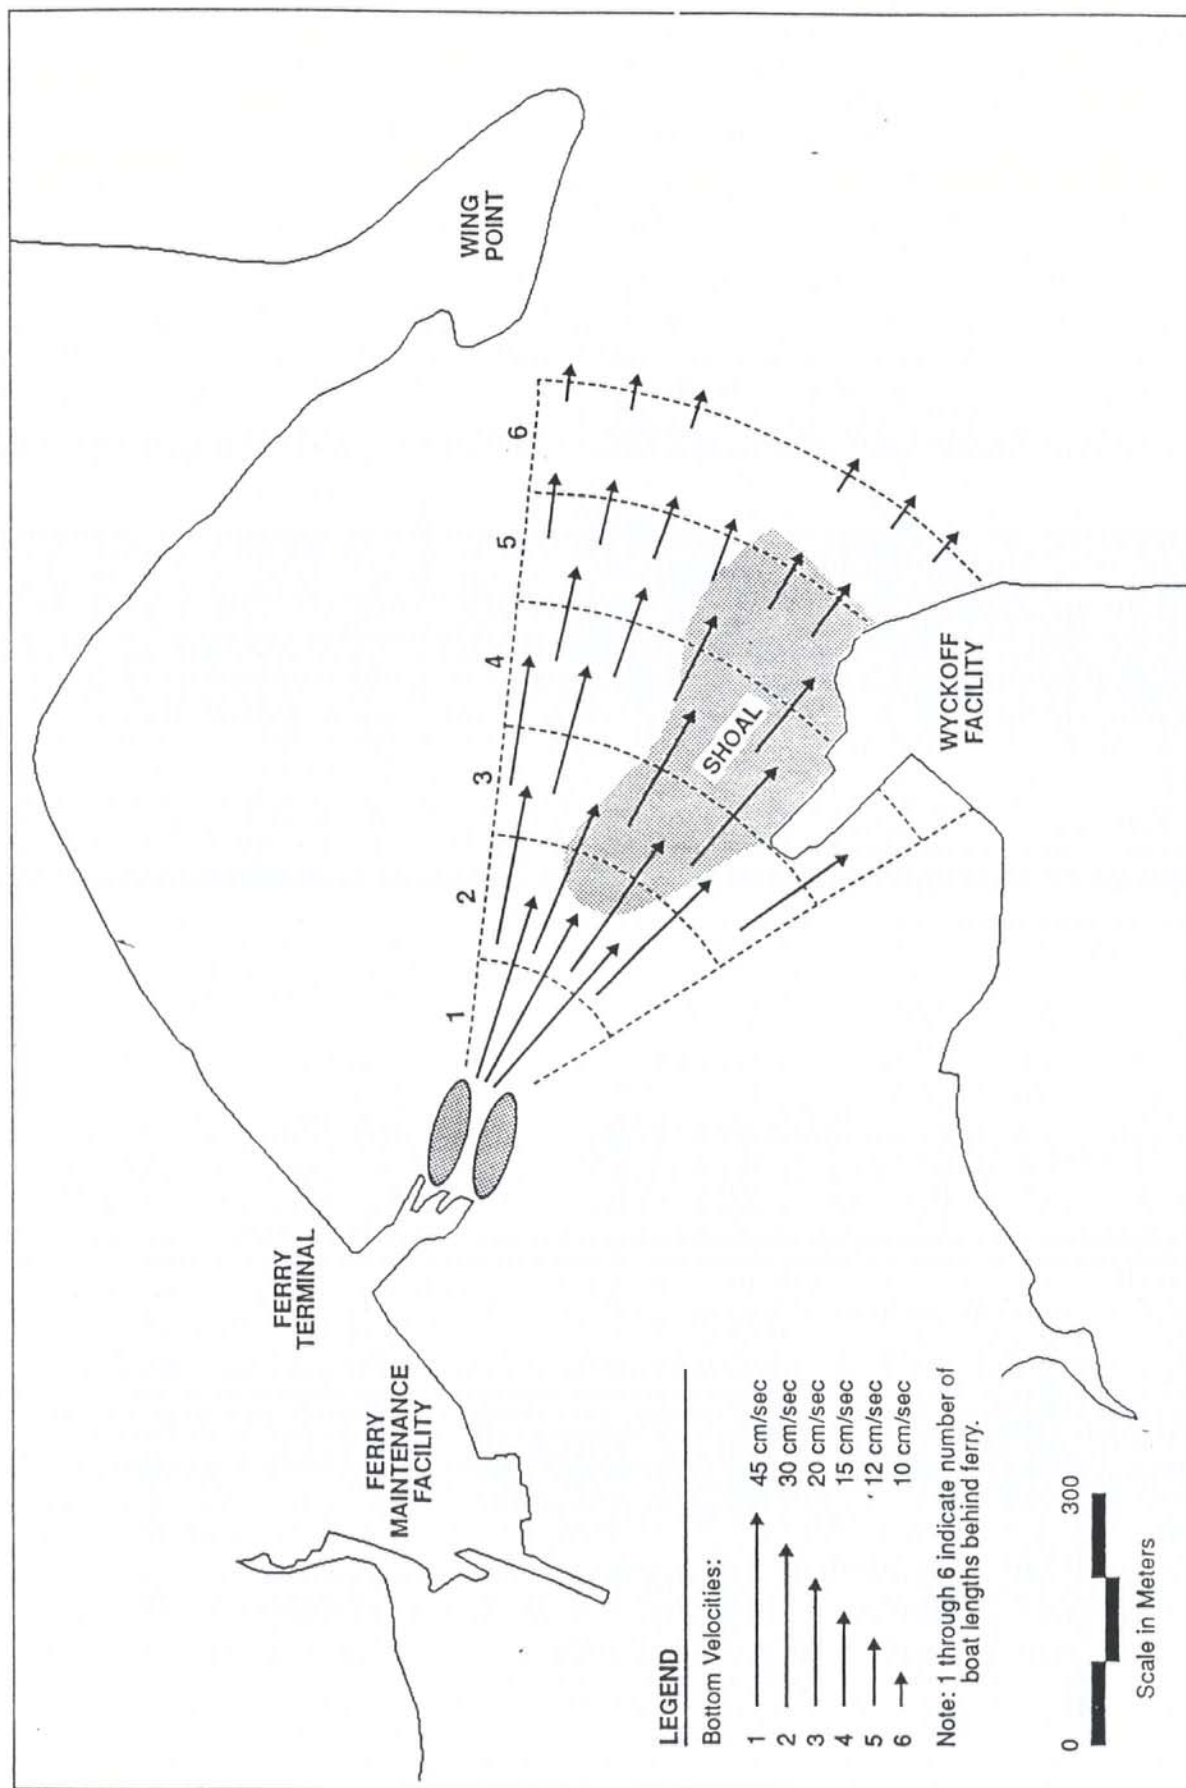 WING
POINT
6
5
4
3
2
1
SHOAL
WYCKOFF
FACILITY
FERRY
TERMINAL
FERRY
MAINTENANCE
FACILITY
LEGEND
Bottom Velocities:
1 45 cm/sec
2 30 cm/sec
3 20 cm/sec
4 15 cm/sec
5 12 cm/sec
6 10 cm/sec
Note: 1 through 6 indicate number of
boat lengths behind ferry.
0 300
Scale in Meters